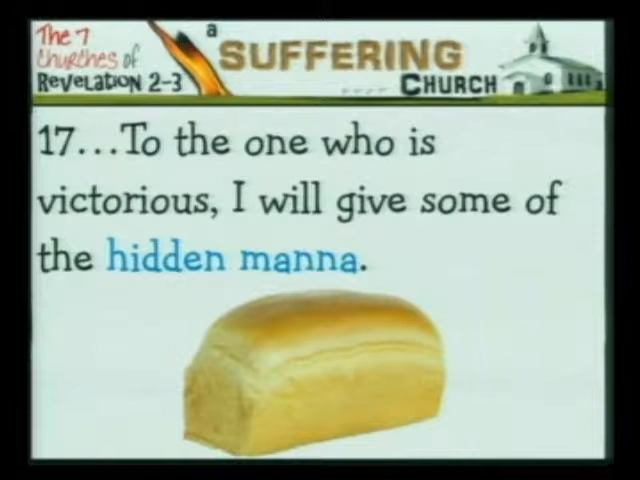 The 7
Churches of
Revelation 2-3
a
SUFFERING
CHURCH
17...To the one who is
victorious, I will give some of
the hidden manna.